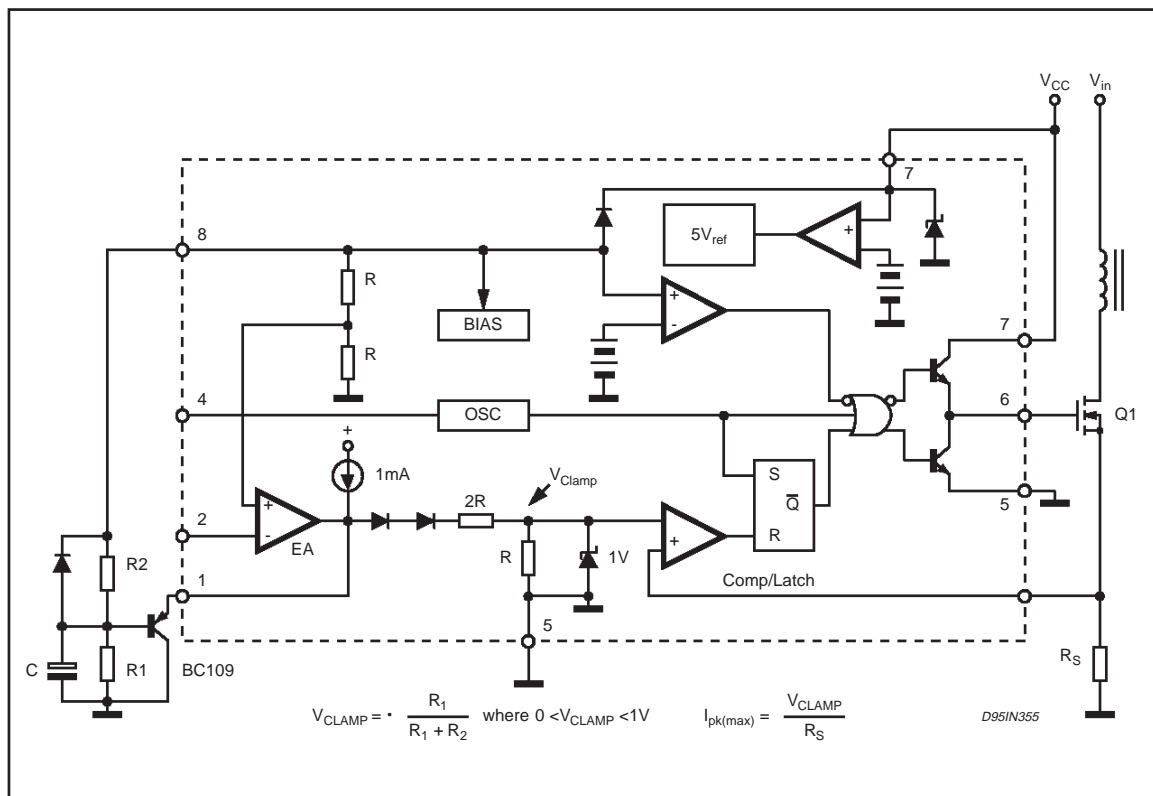 VCC Vin
7
8
5Vref
+
R
+
-
BIAS
R
7
4
OSC
6
Q1
+
1mA
VClamp
S
5
2R
Q̅
2
+
-
EA
R
1V
+
R
R2
1
Comp/Latch
5
C
R1
BC109
RS
VCLAMP = · R1 / R1 + R2 where 0 <VCLAMP <1V
Ipk(max) = VCLAMP / RS
D95IN355